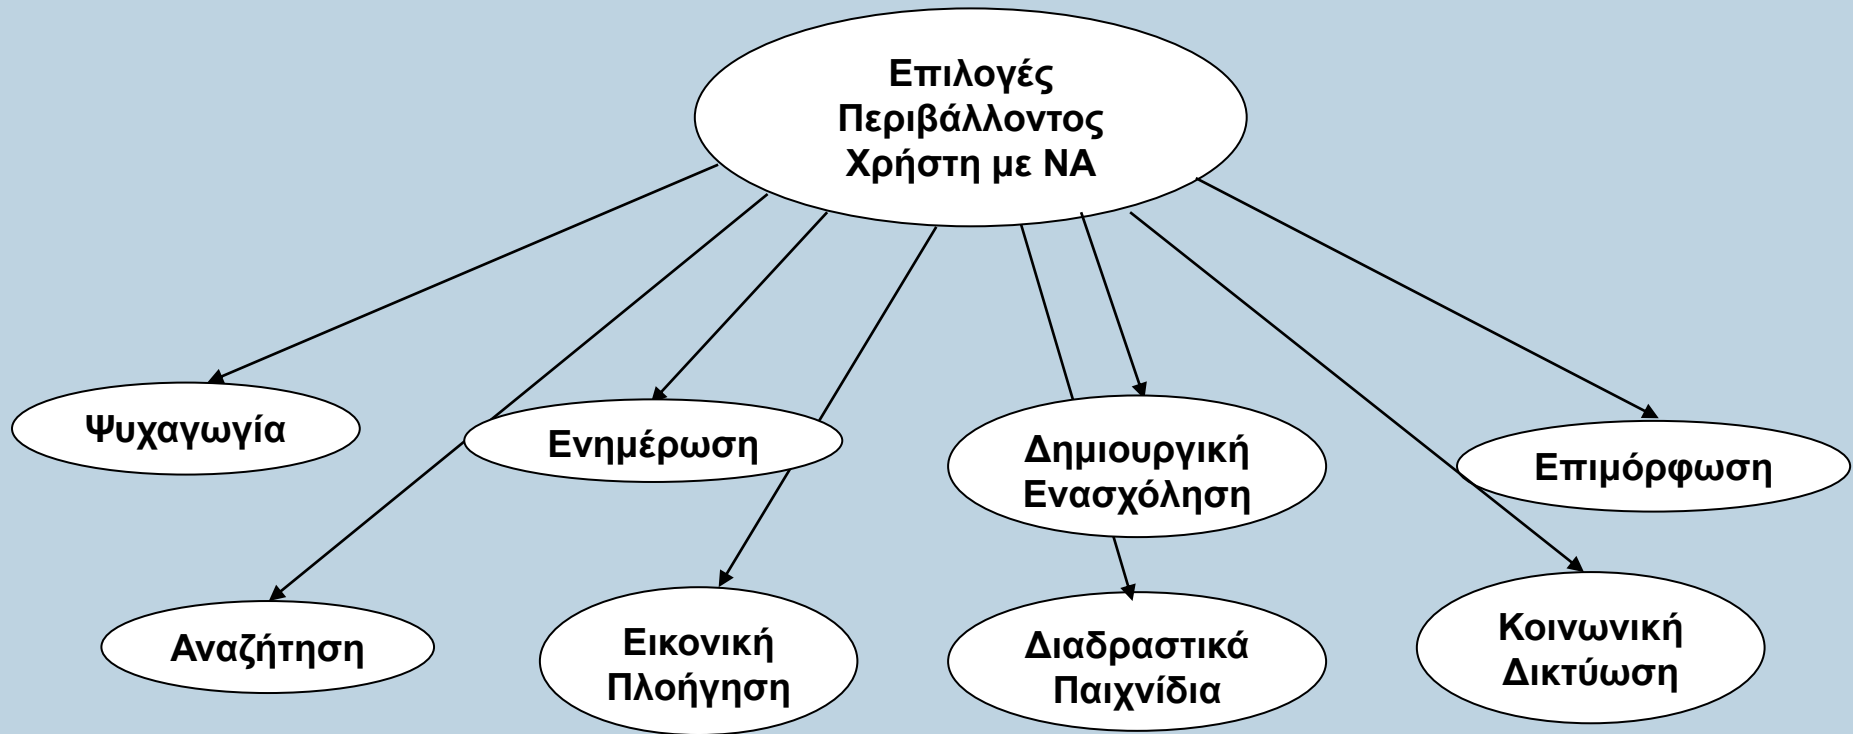 Επιλογές
Περιβάλλοντος
Χρήστη με ΝΑ
Ψυχαγωγία
Ενημέρωση
Δημιουργική
Ενασχόληση
Επιμόρφωση
Αναζήτηση
Εικονική
Πλοήγηση
Διαδραστικά
Παιχνίδια
Κοινωνική
Δικτύωση